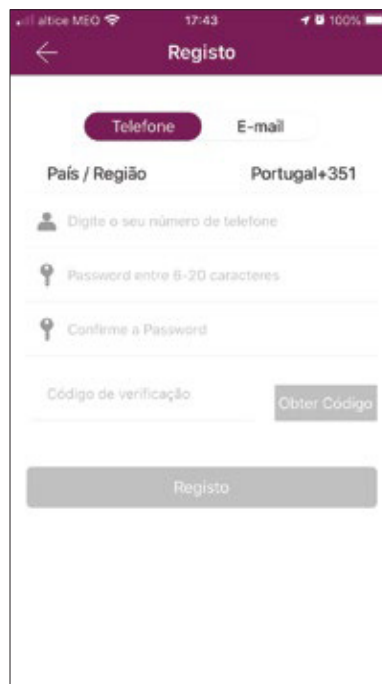 altice MEO 17:43 100%
Registo
Telefone E-mail
País / Região Portugal+351
Digite o seu número de telefone
Password entre 6-20 caracteres
Confirme a Password
Código de verificação Obter Código
Registo